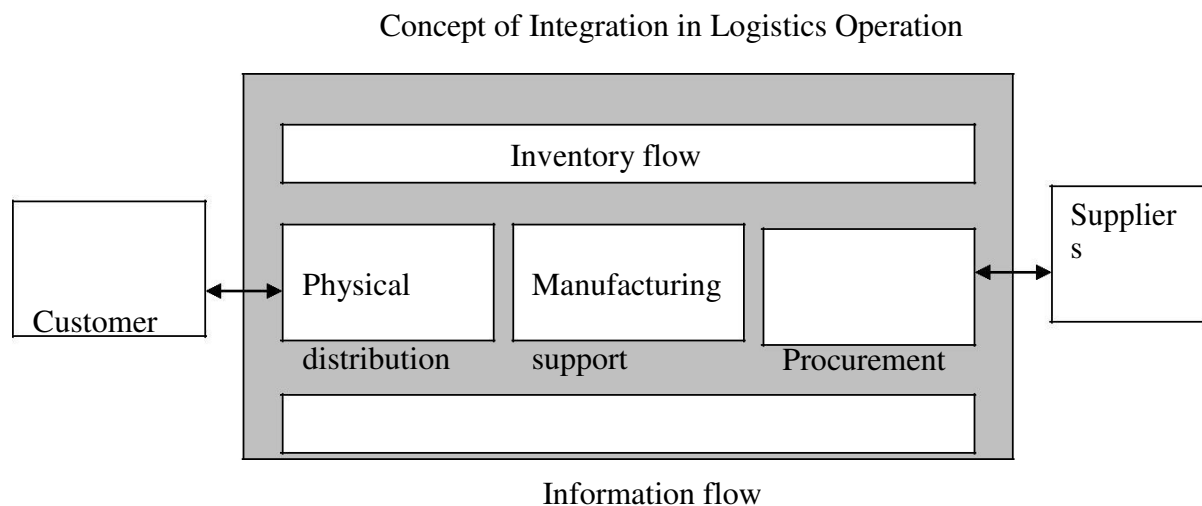 Concept of Integration in Logistics Operation
Inventory flow
Supplier
s
Physical
distribution
Manufacturing
support
Procurement
Customer
Information flow